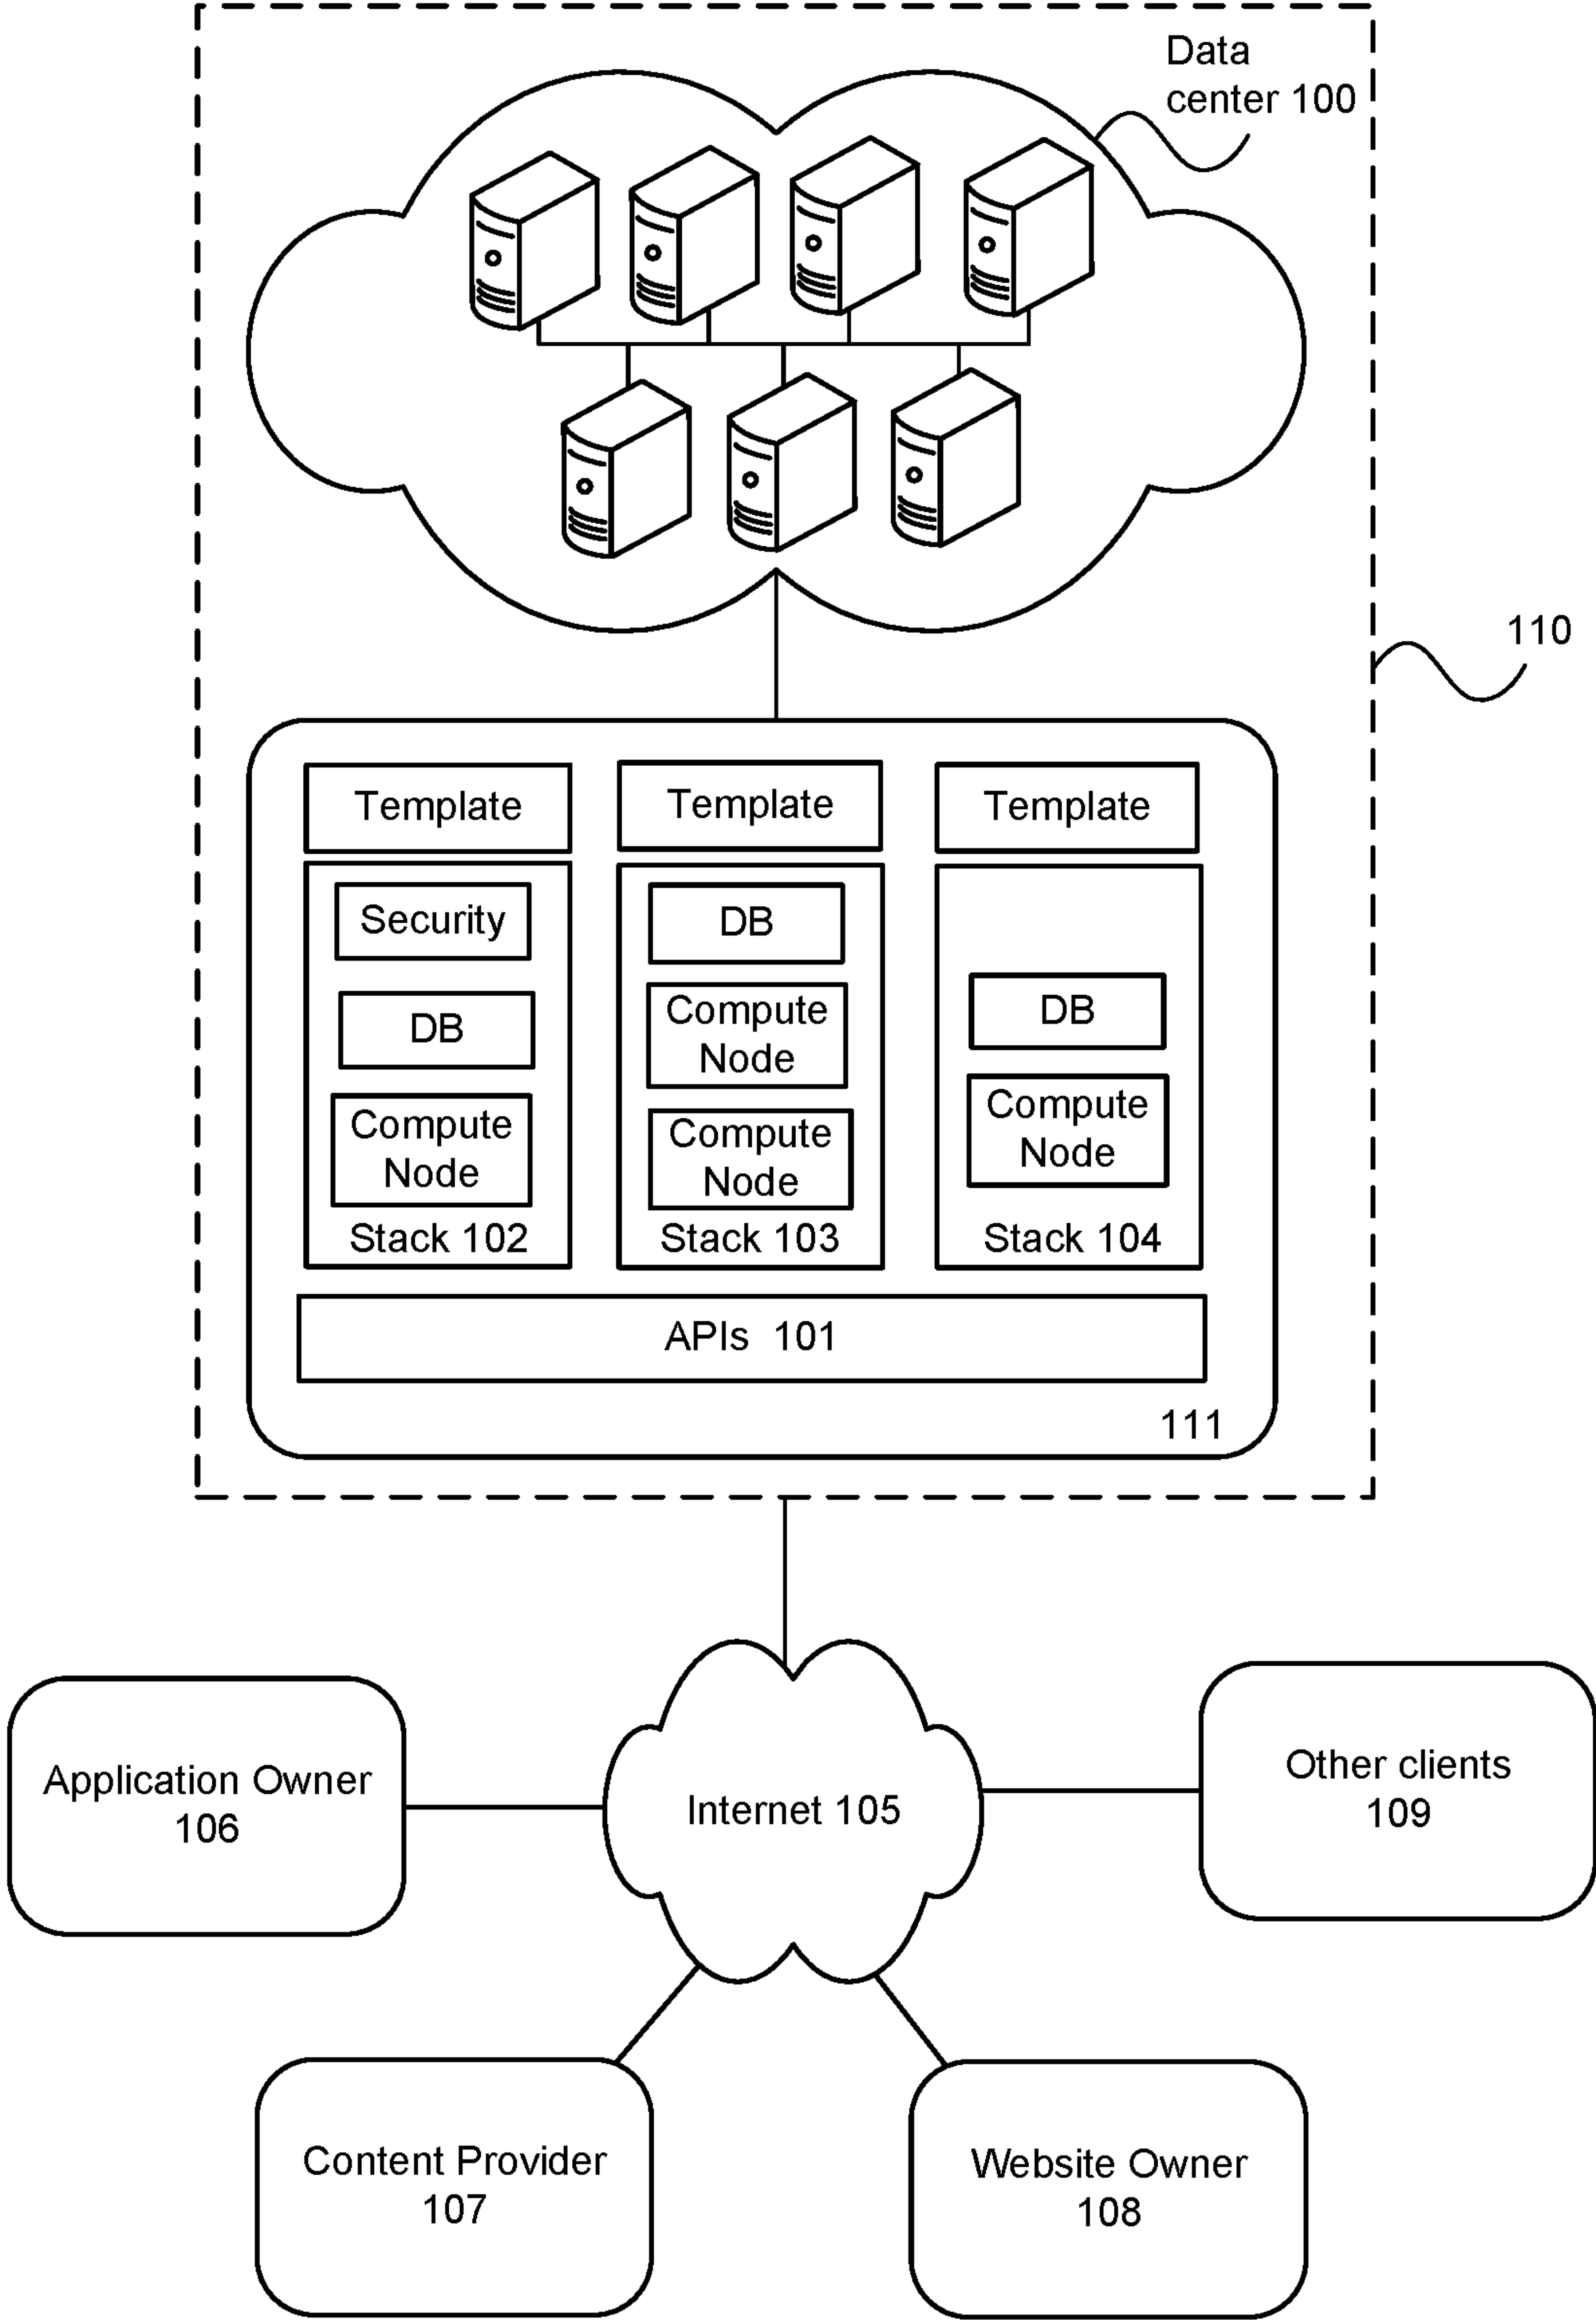 Data
center 100
110
Template
Template
Template
Security
DB
Compute
Node
Stack 102
DB
Compute
Node
Compute
Node
Stack 103
DB
Compute
Node
Stack 104
APIs 101
111
Application Owner
106
Internet 105
Other clients
109
Content Provider
107
Website Owner
108